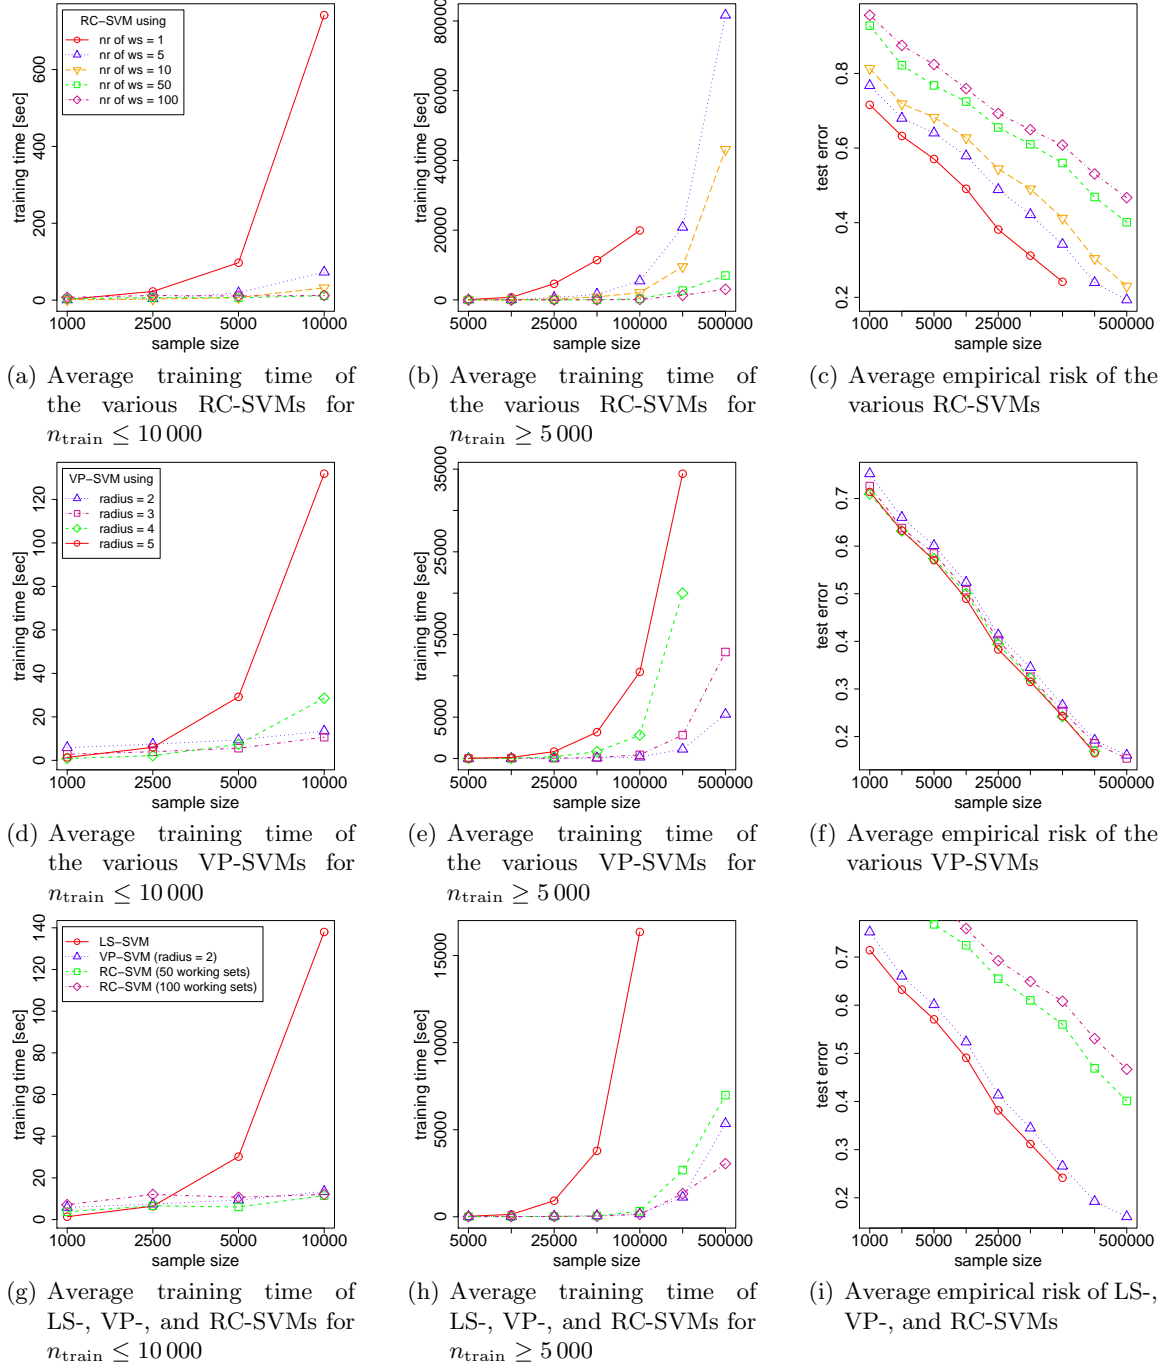 RC−SVM using
nr of ws = 1
nr of ws = 5
nr of ws = 10
nr of ws = 50
nr of ws = 100
training time [sec]
0 200 400 600
1000 2500 5000 10000
sample size
(a) Average training time of
the various RC-SVMs for
n_train ≤ 10 000
training time [sec]
0 20000 40000 60000 80000
5000 25000 100000 500000
sample size
(b) Average training time of
the various RC-SVMs for
n_train ≥ 5 000
test error
0.2 0.4 0.6 0.8
1000 5000 25000 500000
sample size
(c) Average empirical risk of the
various RC-SVMs
VP−SVM using
radius = 2
radius = 3
radius = 4
radius = 5
training time [sec]
0 20 40 60 80 100 120
1000 2500 5000 10000
sample size
(d) Average training time of
the various VP-SVMs for
n_train ≤ 10 000
training time [sec]
0 5000 15000 25000 35000
5000 25000 100000 500000
sample size
(e) Average training time of
the various VP-SVMs for
n_train ≥ 5 000
test error
0.2 0.3 0.4 0.5 0.6 0.7
1000 5000 25000 500000
sample size
(f) Average empirical risk of the
various VP-SVMs
LS−SVM
VP−SVM (radius = 2)
RC−SVM (50 working sets)
RC−SVM (100 working sets)
training time [sec]
0 20 40 60 80 100 120 140
1000 2500 5000 10000
sample size
(g) Average training time of
LS-, VP-, and RC-SVMs for
n_train ≤ 10 000
training time [sec]
0 5000 10000 15000
5000 25000 100000 500000
sample size
(h) Average training time of
LS-, VP-, and RC-SVMs for
n_train ≥ 5 000
test error
0.2 0.3 0.4 0.5 0.6 0.7
1000 5000 25000 500000
sample size
(i) Average empirical risk of LS-,
VP-, and RC-SVMs